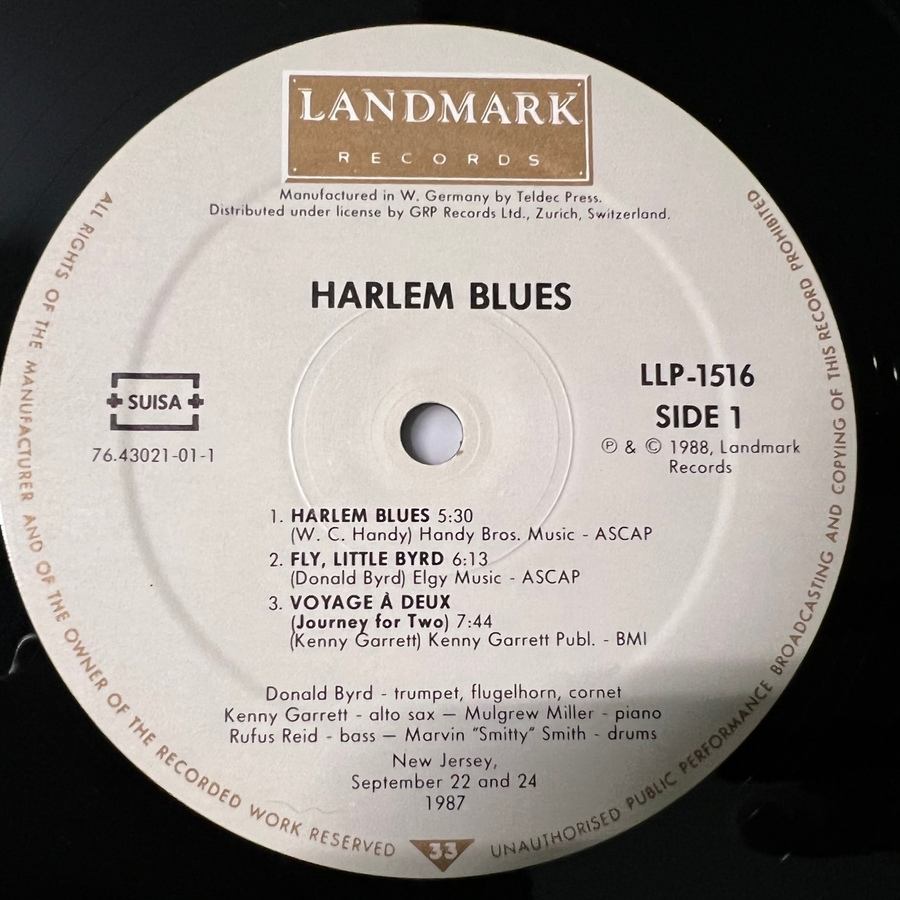 LANDMARK
RECORDS
Manufactured in W. Germany by Teldec Press.
Distributed under license by GRP Records Ltd., Zurich, Switzerland.
HARLEM BLUES
SUISA
76.43021-01-1
LLP-1516
SIDE 1
Ⓟ & © 1988, Landmark
Records
1. HARLEM BLUES 5:30
(W. C. Handy) Handy Bros. Music - ASCAP
2. FLY, LITTLE BYRD 6:13
(Donald Byrd) Elgy Music - ASCAP
3. VOYAGE À DEUX
(Journey for Two) 7:44
(Kenny Garrett) Kenny Garrett Publ. - BMI
Donald Byrd - trumpet, flugelhorn, cornet
Kenny Garrett - alto sax — Mulgrew Miller - piano
Rufus Reid - bass — Marvin "Smitty" Smith - drums
New Jersey,
September 22 and 24
1987
ALL RIGHTS OF THE MANUFACTURER AND OF THE OWNER OF THE RECORDED WORK RESERVED
33
UNAUTHORISED PUBLIC PERFORMANCE BROADCASTING AND COPYING OF THIS RECORD PROHIBITED